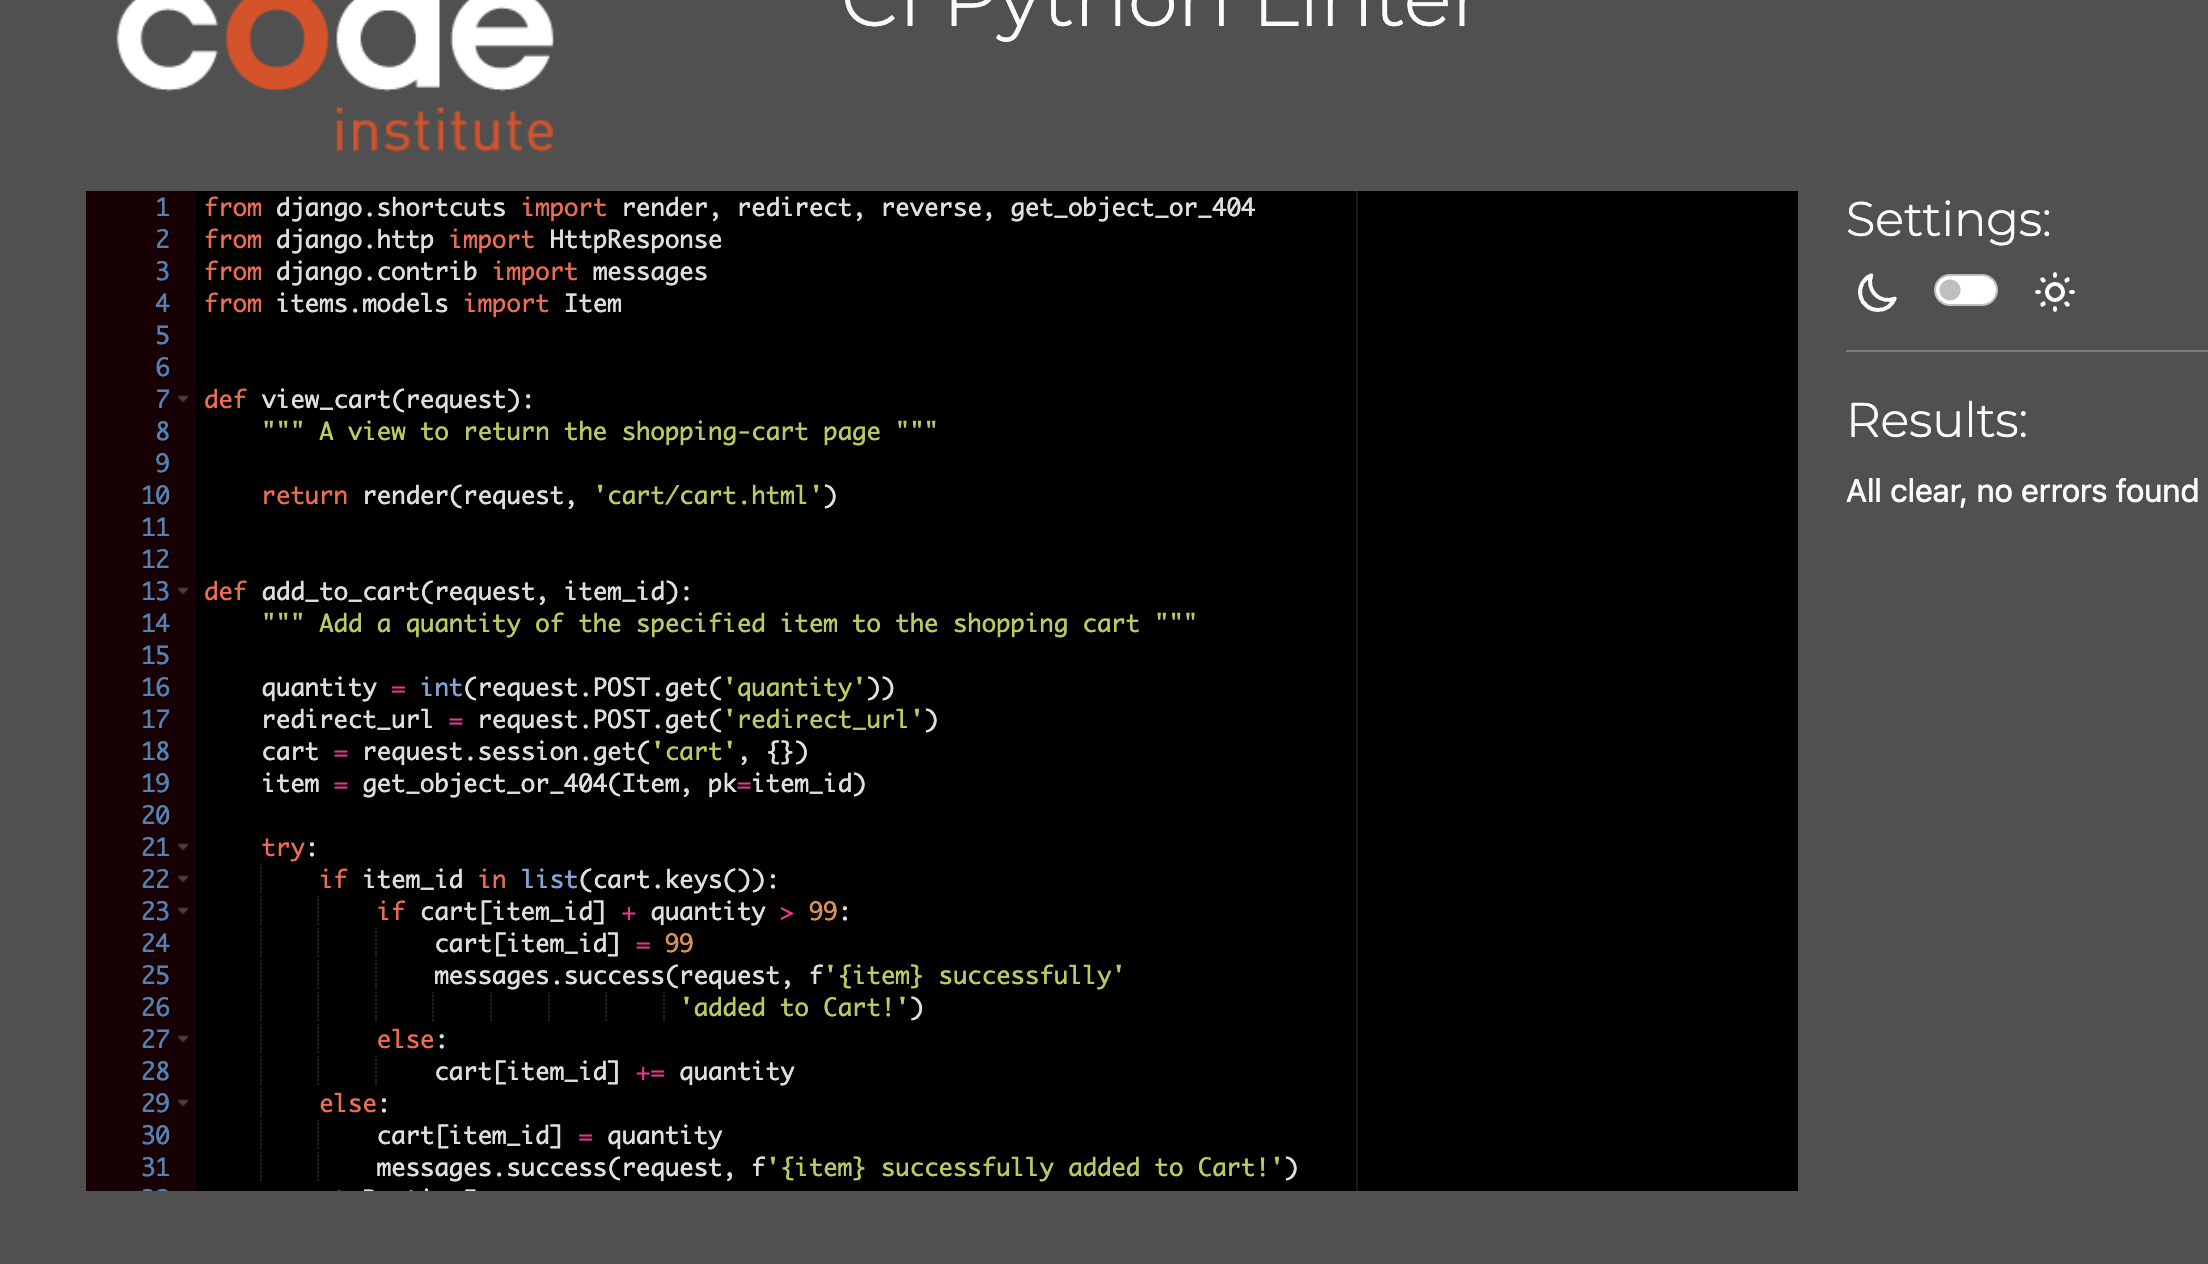 code
institute
CI Python Linter
1 from django.shortcuts import render, redirect, reverse, get_object_or_404
2 from django.http import HttpResponse
3 from django.contrib import messages
4 from items.models import Item
5
6
7 def view_cart(request):
8     """ A view to return the shopping-cart page """
9
10     return render(request, 'cart/cart.html')
11
12
13 def add_to_cart(request, item_id):
14     """ Add a quantity of the specified item to the shopping cart """
15
16     quantity = int(request.POST.get('quantity'))
17     redirect_url = request.POST.get('redirect_url')
18     cart = request.session.get('cart', {})
19     item = get_object_or_404(Item, pk=item_id)
20
21     try:
22         if item_id in list(cart.keys()):
23             if cart[item_id] + quantity > 99:
24                 cart[item_id] = 99
25                 messages.success(request, f'{item} successfully'
26                                  'added to Cart!')
27             else:
28                 cart[item_id] += quantity
29         else:
30             cart[item_id] = quantity
31             messages.success(request, f'{item} successfully added to Cart!')
Settings:
Results:
All clear, no errors found